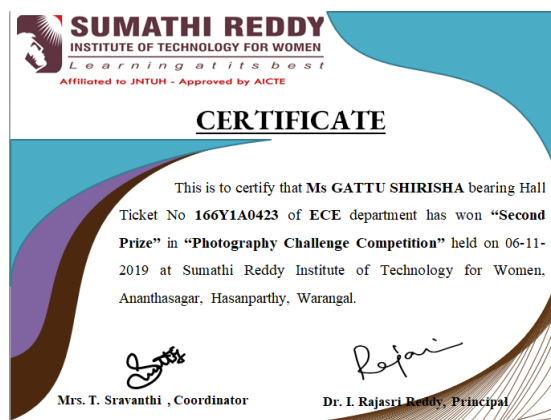 SUMATHI REDDY
INSTITUTE OF TECHNOLOGY FOR WOMEN
Learning at its best
Affiliated to JNTUH - Approved by AICTE
CERTIFICATE
This is to certify that Ms GATTU SHIRISHA bearing Hall
Ticket No 166Y1A0423 of ECE department has won “Second
Prize” in “Photography Challenge Competition” held on 06-11-
2019 at Sumathi Reddy Institute of Technology for Women,
Ananthasagar, Hasanparthy, Warangal.
Mrs. T. Sravanthi , Coordinator
Dr. I. Rajasri Reddy, Principal